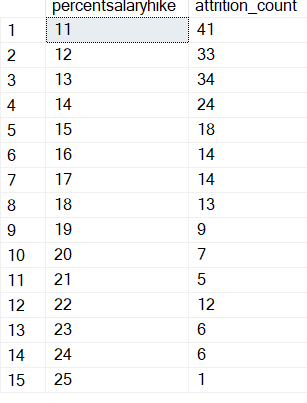 percentsalaryhike attrition_count
1 11 41
2 12 33
3 13 34
4 14 24
5 15 18
6 16 14
7 17 14
8 18 13
9 19 9
10 20 7
11 21 5
12 22 12
13 23 6
14 24 6
15 25 1